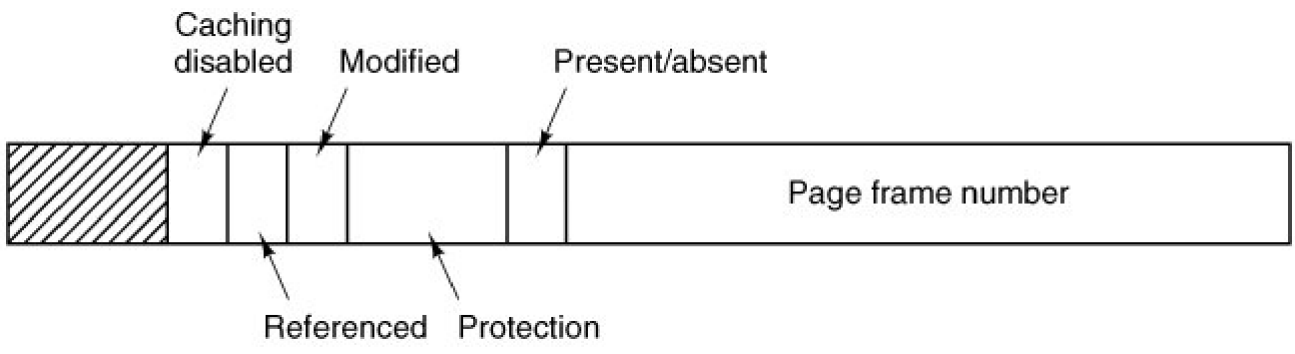 Caching
disabled
Modified
Present/absent
Page frame number
Referenced
Protection